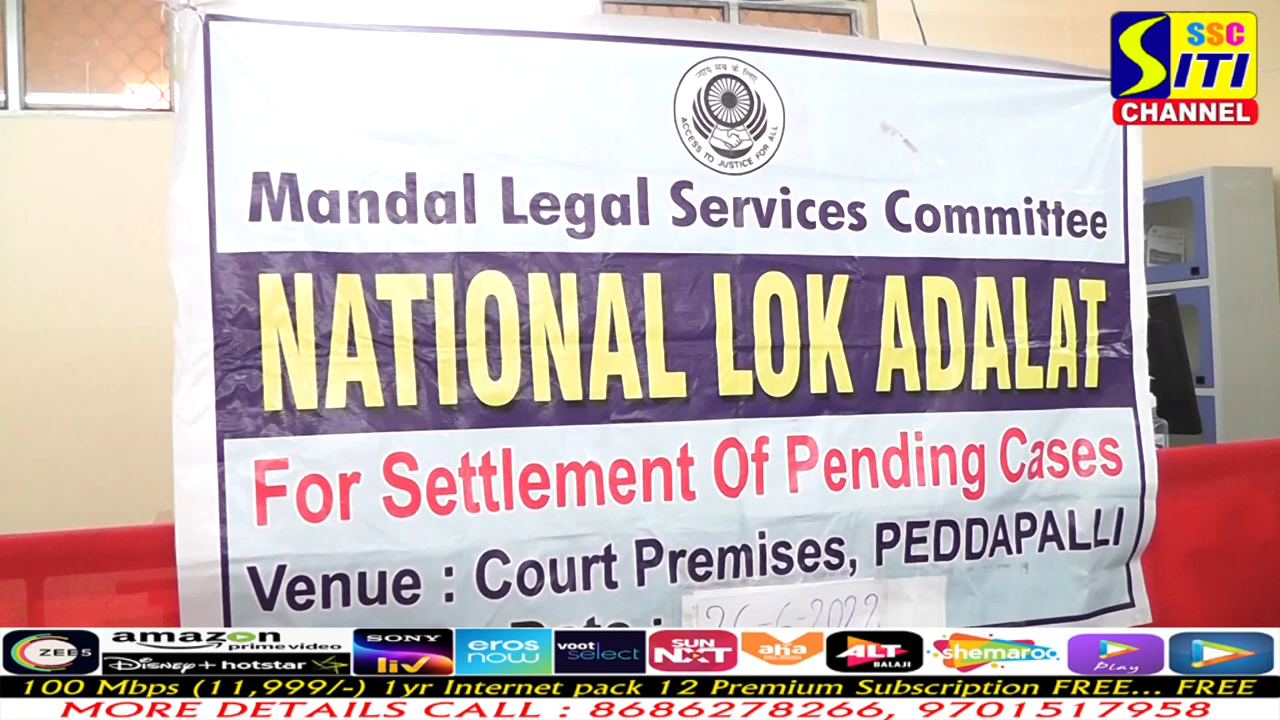 SSC
SITI
CHANNEL
न्याय सब के लिए
ACCESS TO JUSTICE FOR ALL
Mandal Legal Services Committee
NATIONAL LOK ADALAT
For Settlement Of Pending Cases
Venue : Court Premises, PEDDAPALLI
Date : 26-6-2022
ZEE5
amazon
prime video
Disney+ hotstar
SONY
liv
eros
now
voot
select
SUN
NXT
aha
ALT
BALAJI
shemaroo
Play
100 Mbps (11,999/-) 1yr Internet pack 12 Premium Subscription FREE... FREE
MORE DETAILS CALL : 8686278266, 9701517958